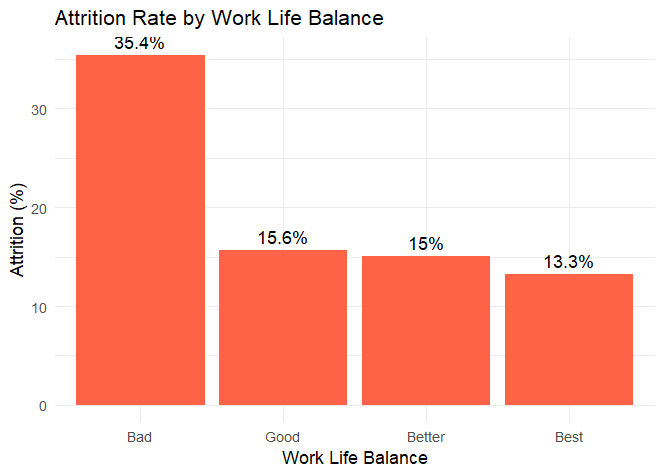 Attrition Rate by Work Life Balance
35.4%
15.6%
15%
13.3%
Attrition (%)
30
20
10
0
Bad Good Better Best
Work Life Balance